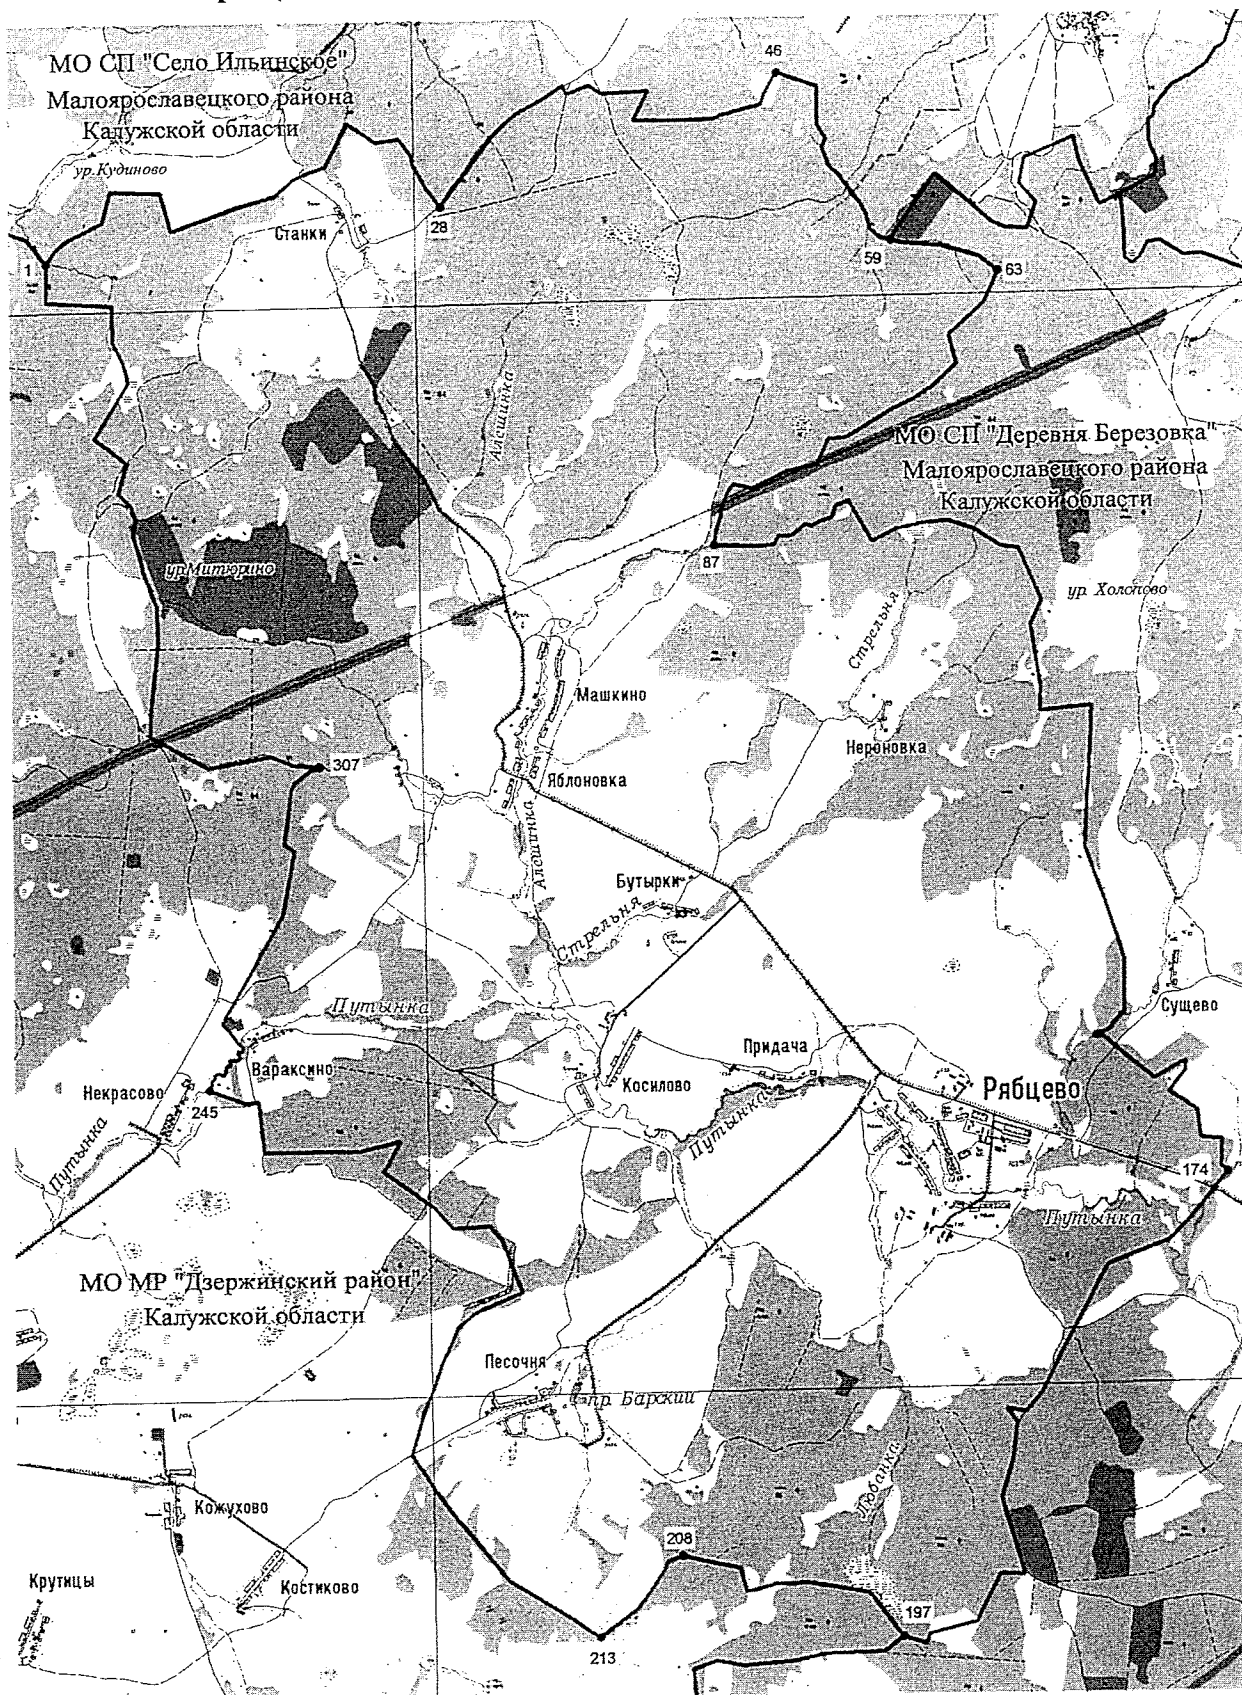 МО СП "Село Ильинское"
Малоярославецкого района
Калужской области
ур.Кудиново
46
Станки
28
59
63
1
Алешинка
МО СП "Деревня Березовка"
Малоярославецкого района
Калужской области
87
ур.Митюрино
ур. Холопово
Стрельня
Машкино
Нероновка
307
Яблоновка
Алешинка
Бутырки
Стрельня
Путынка
Сущево
Придача
Вараксино
Косилово
Рябцево
Некрасово
245
Путынка
Путынка
174
Путынка
МО МР "Дзержинский район"
Калужской области
Песочня
пр. Барский
Любанка
Кожухово
208
Крутицы
Костиково
197
213